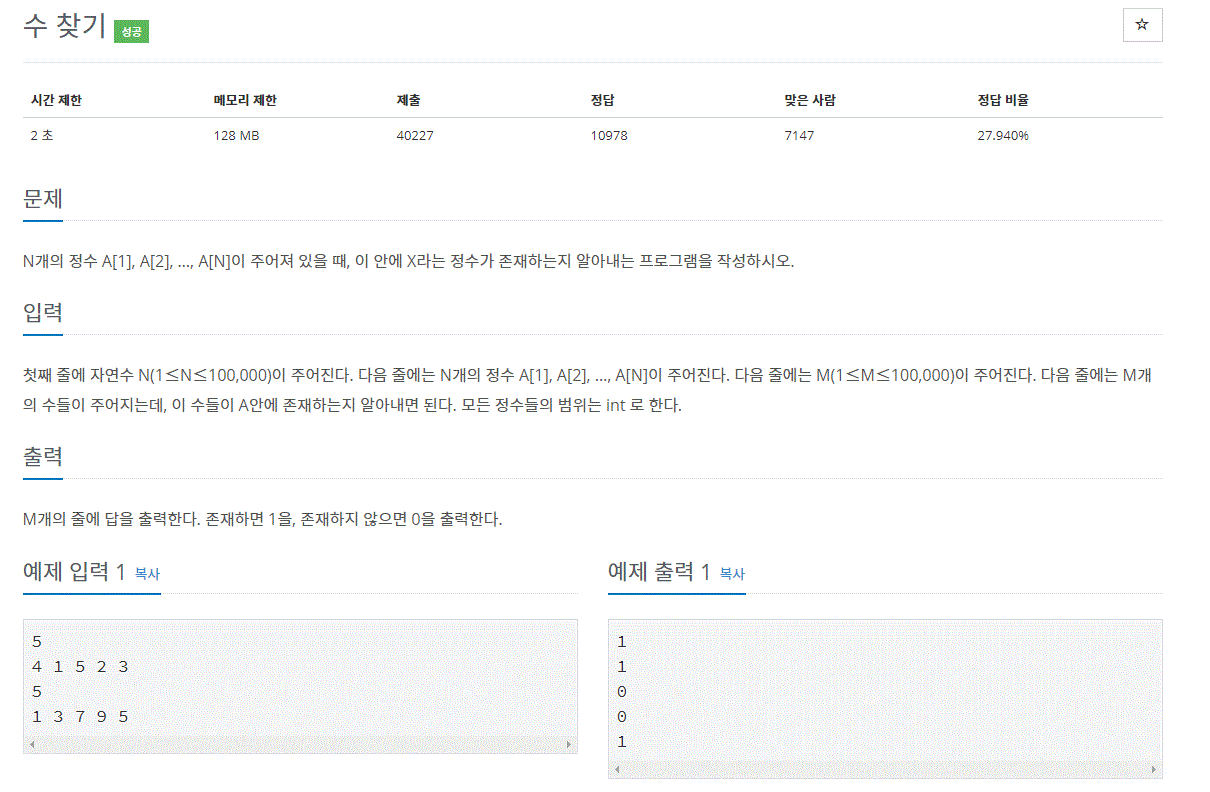 수 찾기 성공
☆
시간 제한 메모리 제한 제출 정답 맞은 사람 정답 비율
2 초 128 MB 40227 10978 7147 27.940%
문제
N개의 정수 A[1], A[2], ..., A[N]이 주어져 있을 때, 이 안에 X라는 정수가 존재하는지 알아내는 프로그램을 작성하시오.
입력
첫째 줄에 자연수 N(1≤N≤100,000)이 주어진다. 다음 줄에는 N개의 정수 A[1], A[2], ..., A[N]이 주어진다. 다음 줄에는 M(1≤M≤100,000)이 주어진다. 다음 줄에는 M개
의 수들이 주어지는데, 이 수들이 A안에 존재하는지 알아내면 된다. 모든 정수들의 범위는 int 로 한다.
출력
M개의 줄에 답을 출력한다. 존재하면 1을, 존재하지 않으면 0을 출력한다.
예제 입력 1 복사
5
4 1 5 2 3
5
1 3 7 9 5
예제 출력 1 복사
1
1
0
0
1